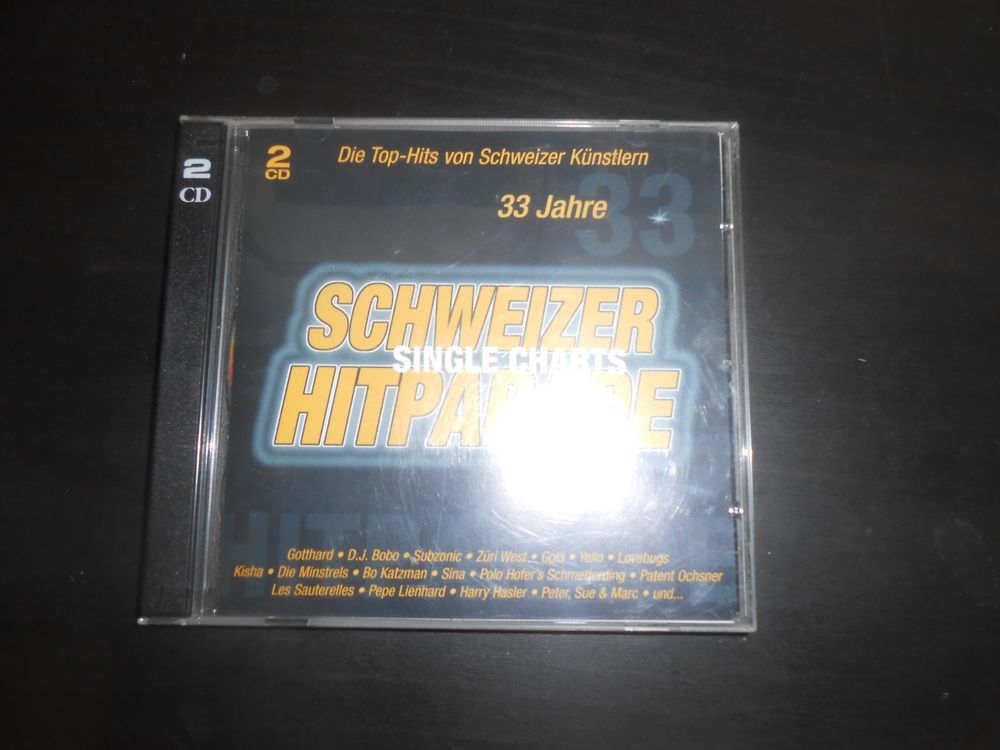 2
CD
2
CD
Die Top-Hits von Schweizer Künstlern
33 Jahre
33
SCHWEIZER
SINGLE CHARTS
HITPARADE
Gotthard • D.J. Bobo • Subzonic • Züri West • Gölä • Yello • Lovebugs
Kisha • Die Minstrels • Bo Katzman • Sina • Polo Hofer's Schmetterding • Patent Ochsner
Les Sauterelles • Pepe Lienhard • Harry Hasler • Peter, Sue & Marc • und...